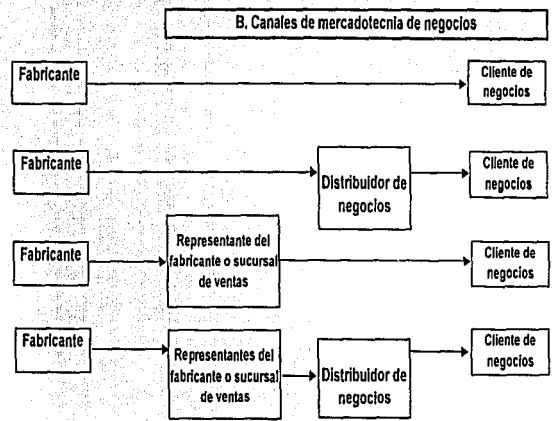 B. Canales de mercadotecnia de negocios
Fabricante
Cliente de
negocios
Fabricante
Distribuidor de
negocios
Cliente de
negocios
Fabricante
Representante del
fabricante o sucursal
de ventas
Cliente de
negocios
Fabricante
Representantes del
fabricante o sucursal
de ventas
Distribuidor de
negocios
Cliente de
negocios